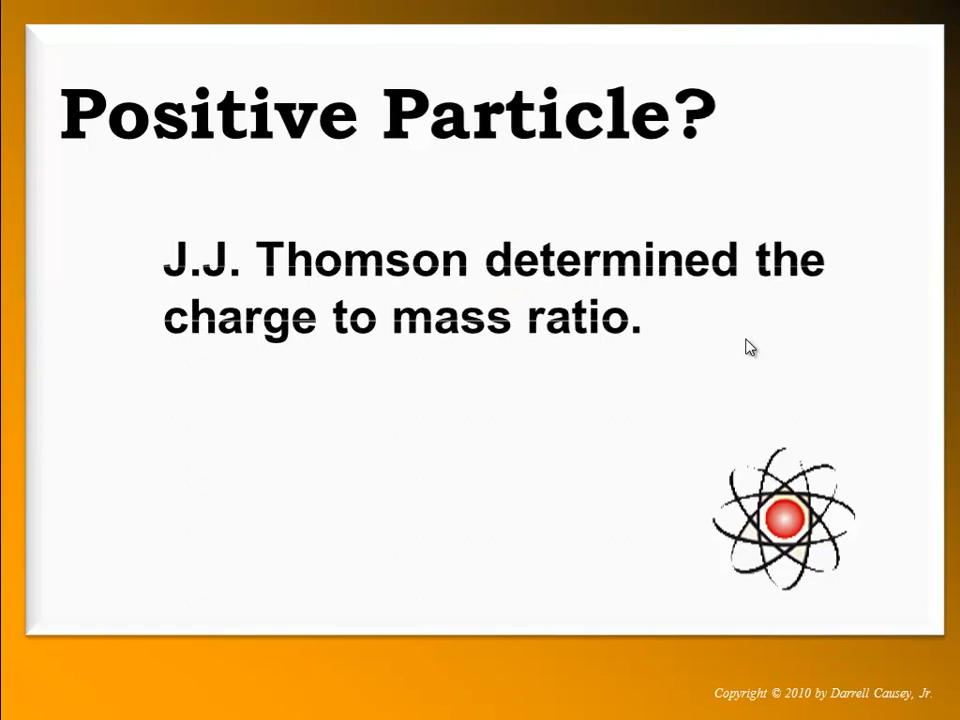 Positive Particle?
J.J. Thomson determined the
charge to mass ratio.
Copyright © 2010 by Darrell Causey, Jr.